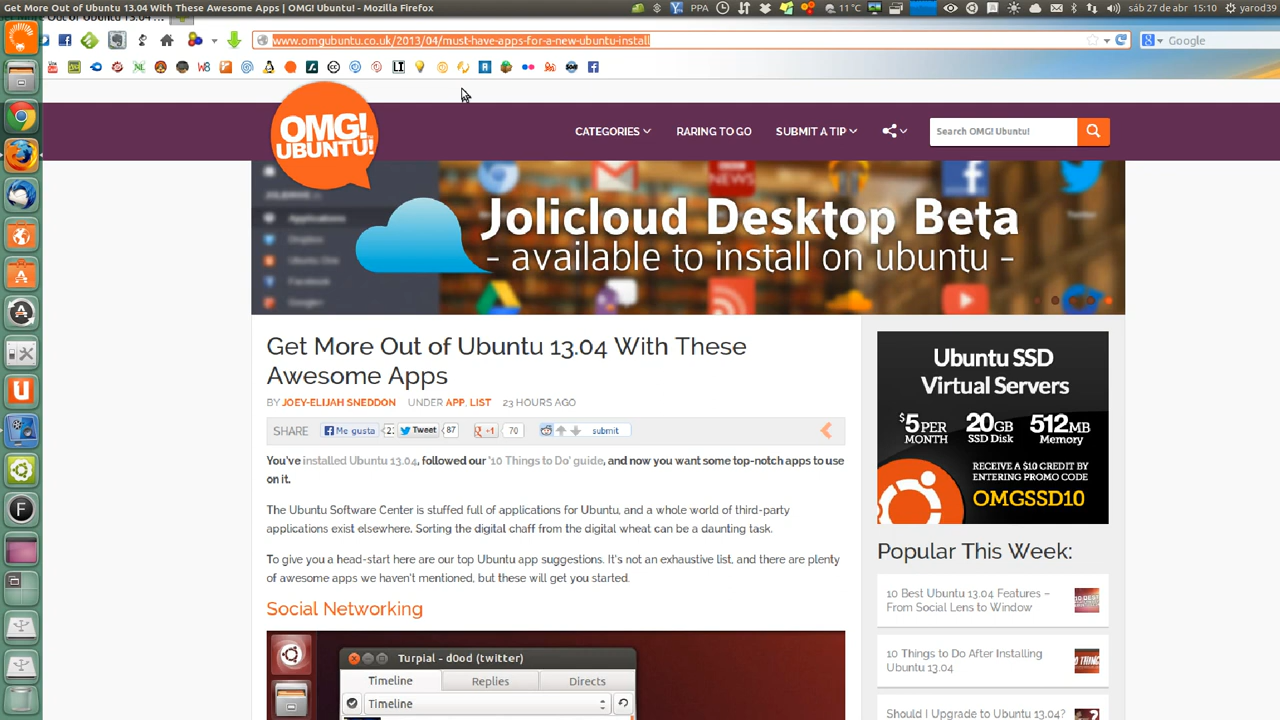 Get More Out of Ubuntu 13.04 With These Awesome Apps | OMG! Ubuntu! - Mozilla Firefox
PPA
11°C
sáb 27 de abr
15:10
yarod39
www.omgubuntu.co.uk/2013/04/must-have-apps-for-a-new-ubuntu-install
Google
OMG!
UBUNTU!
CATEGORIES
RARING TO GO
SUBMIT A TIP
Search OMG! Ubuntu!
Jolicloud Desktop Beta
- available to install on ubuntu -
Get More Out of Ubuntu 13.04 With These
Awesome Apps
BY JOEY-ELIJAH SNEDDON UNDER APP, LIST 23 HOURS AGO
SHARE
Me gusta
Tweet
87
+1
70
submit
You've installed Ubuntu 13.04, followed our '10 Things to Do' guide, and now you want some top-notch apps to use
on it.
The Ubuntu Software Center is stuffed full of applications for Ubuntu, and a whole world of third-party
applications exist elsewhere. Sorting the digital chaff from the digital wheat can be a daunting task.
To give you a head-start here are our top Ubuntu app suggestions. It's not an exhaustive list, and there are plenty
of awesome apps we haven't mentioned, but these will get you started.
Social Networking
Turpial - d0od (twitter)
Timeline
Replies
Directs
Timeline
Ubuntu SSD
Virtual Servers
$5 PER MONTH
20GB SSD Disk
512MB Memory
RECEIVE A $10 CREDIT BY
ENTERING PROMO CODE
OMGSSD10
Popular This Week:
10 Best Ubuntu 13.04 Features –
From Social Lens to Window
10 Things to Do After Installing
Ubuntu 13.04
Should I Upgrade to Ubuntu 13.04?